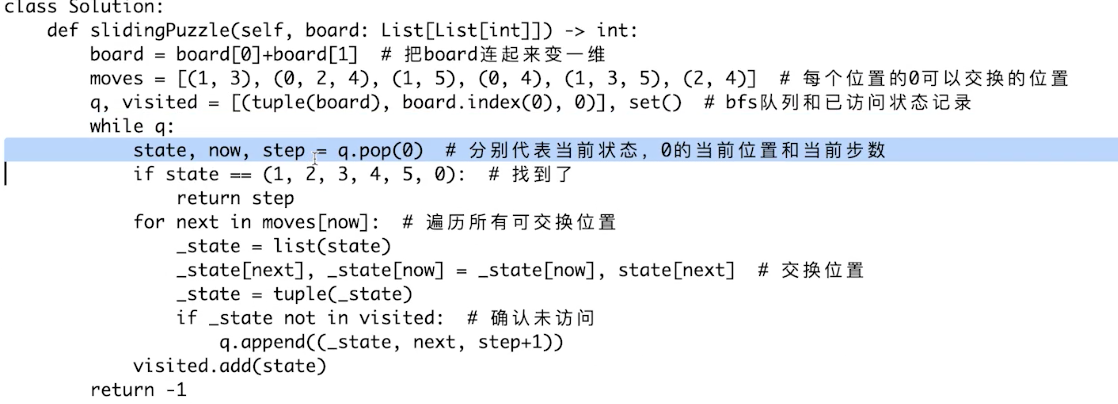 class Solution:
    def slidingPuzzle(self, board: List[List[int]]) -> int:
        board = board[0]+board[1]  # 把board连起来变一维
        moves = [(1, 3), (0, 2, 4), (1, 5), (0, 4), (1, 3, 5), (2, 4)]  # 每个位置的0可以交换的位置
        q, visited = [(tuple(board), board.index(0), 0)], set()  # bfs队列和已访问状态记录
        while q:
            state, now, step = q.pop(0)  # 分别代表当前状态，0的当前位置和当前步数
            if state == (1, 2, 3, 4, 5, 0):  # 找到了
                return step
            for next in moves[now]:  # 遍历所有可交换位置
                _state = list(state)
                _state[next], _state[now] = _state[now], state[next]  # 交换位置
                _state = tuple(_state)
                if _state not in visited:  # 确认未访问
                    q.append((_state, next, step+1))
            visited.add(state)
        return -1